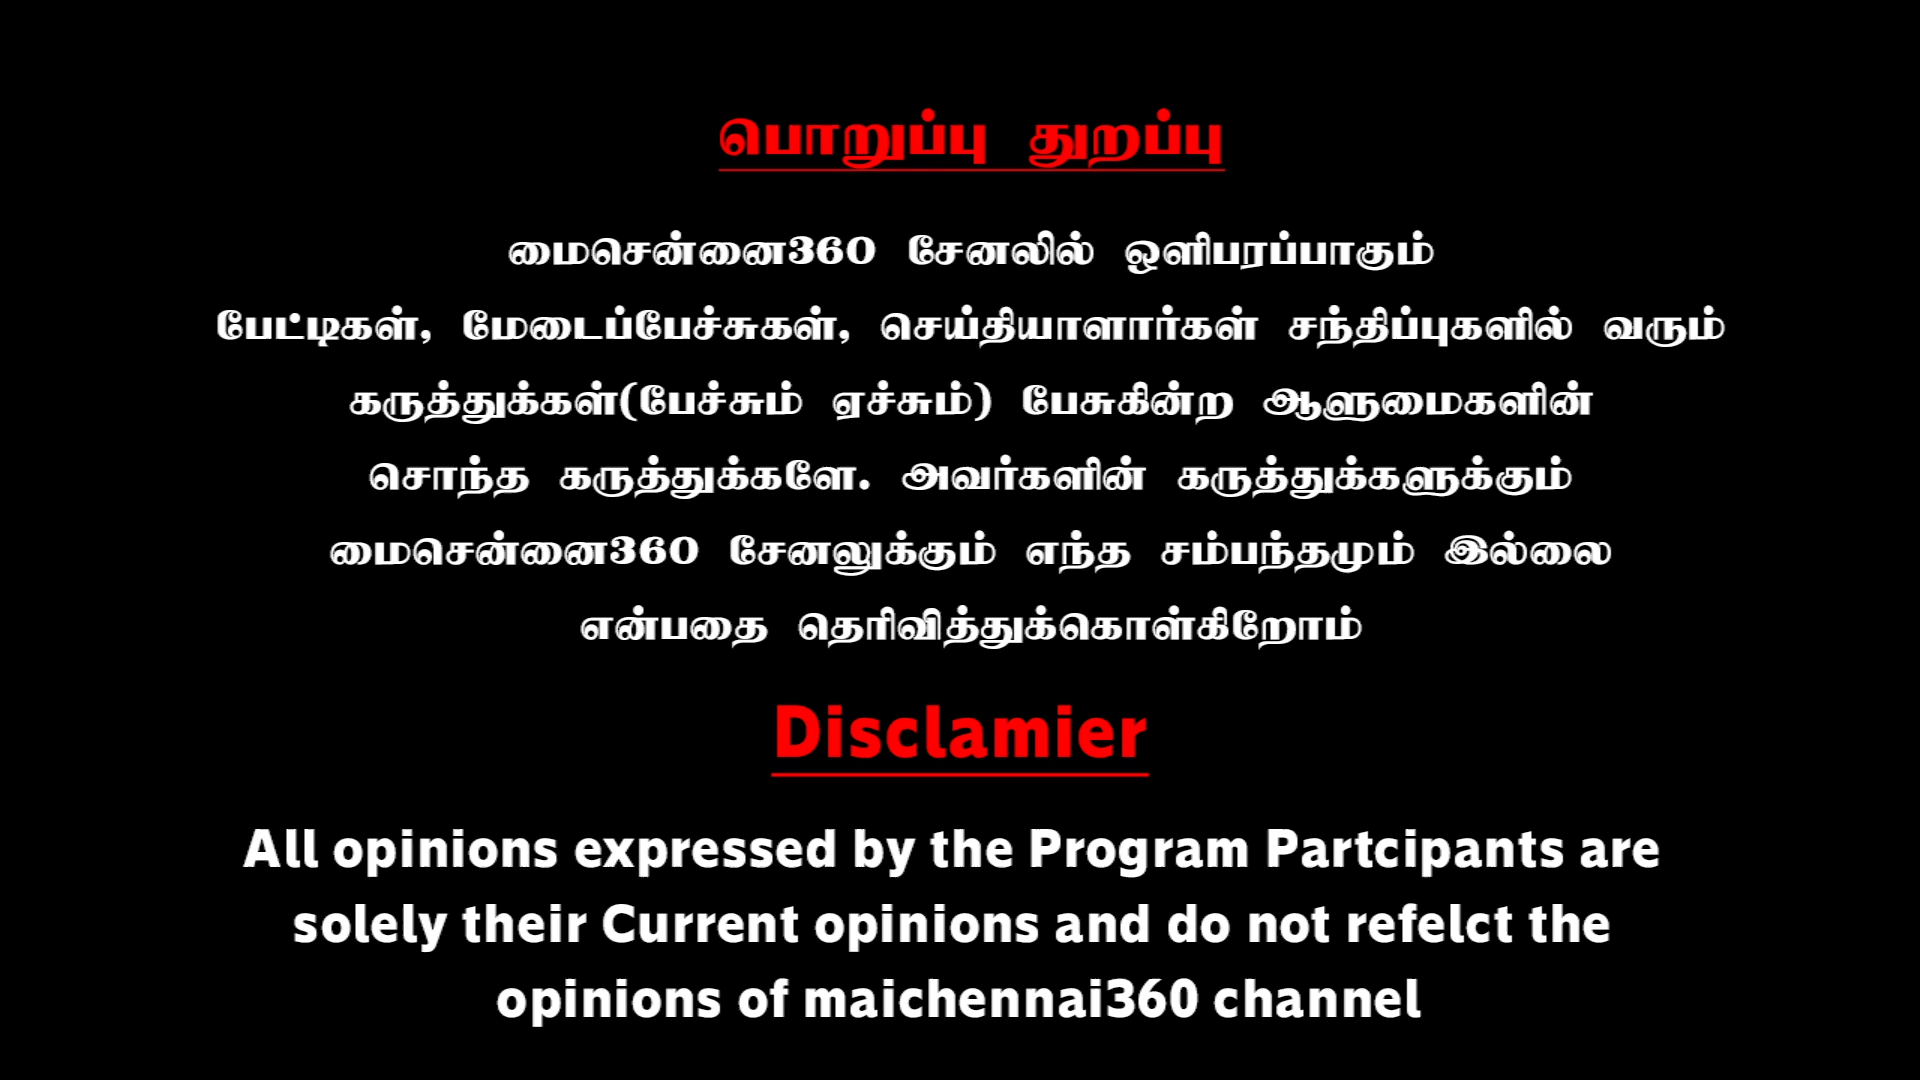 பொறுப்பு துறப்பு
மைசென்னை360 சேனலில் ஒளிபரப்பாகும்
பேட்டிகள், மேடைப்பேச்சுகள், செய்தியாளார்கள் சந்திப்புகளில் வரும்
கருத்துக்கள்(பேச்சும் ஏச்சும்) பேசுகின்ற ஆளுமைகளின்
சொந்த கருத்துக்களே. அவர்களின் கருத்துக்களுக்கும்
மைசென்னை360 சேனலுக்கும் எந்த சம்பந்தமும் இல்லை
என்பதை தெரிவித்துக்கொள்கிறோம்
Disclamier
All opinions expressed by the Program Partcipants are
solely their Current opinions and do not refelct the
opinions of maichennai360 channel